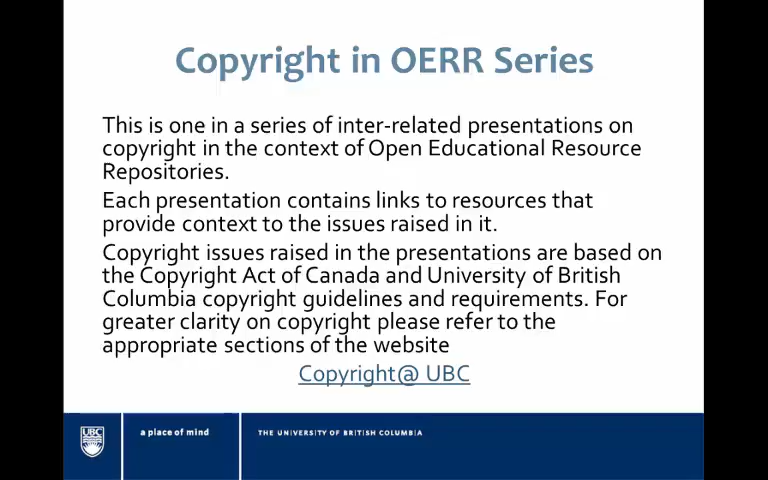 Copyright in OERR Series
This is one in a series of inter-related presentations on
copyright in the context of Open Educational Resource
Repositories.
Each presentation contains links to resources that
provide context to the issues raised in it.
Copyright issues raised in the presentations are based on
the Copyright Act of Canada and University of British
Columbia copyright guidelines and requirements. For
greater clarity on copyright please refer to the
appropriate sections of the website
Copyright@ UBC
UBC
a place of mind
THE UNIVERSITY OF BRITISH COLUMBIA